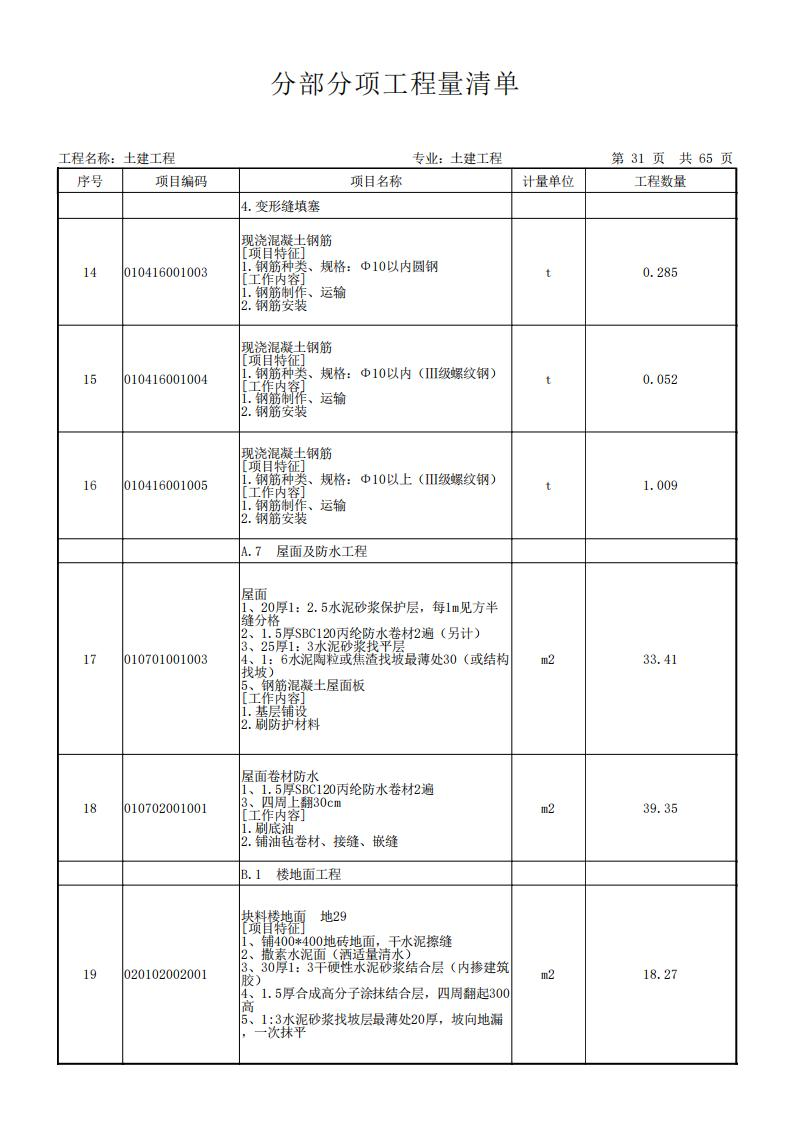 分部分项工程量清单
工程名称：土建工程 专业：土建工程 第 31 页 共 65 页
序号 项目编码 项目名称 计量单位 工程数量
4.变形缝填塞
14 010416001003 现浇混凝土钢筋 t 0.285
[项目特征]
1.钢筋种类、规格：Φ10以内圆钢
[工作内容]
1.钢筋制作、运输
2.钢筋安装
15 010416001004 现浇混凝土钢筋 t 0.052
[项目特征]
1.钢筋种类、规格：Φ10以内（Ⅲ级螺纹钢）
[工作内容]
1.钢筋制作、运输
2.钢筋安装
16 010416001005 现浇混凝土钢筋 t 1.009
[项目特征]
1.钢筋种类、规格：Φ10以上（Ⅲ级螺纹钢）
[工作内容]
1.钢筋制作、运输
2.钢筋安装
A.7 屋面及防水工程
17 010701001003 屋面 m2 33.41
1、20厚1：2.5水泥砂浆保护层，每1m见方半
缝分格
2、1.5厚SBC120丙纶防水卷材2遍（另计）
3、25厚1：3水泥砂浆找平层
4、1：6水泥陶粒或焦渣找坡最薄处30（或结构
找坡）
5、钢筋混凝土屋面板
[工作内容]
1.基层铺设
2.刷防护材料
18 010702001001 屋面卷材防水 m2 39.35
1、1.5厚SBC120丙纶防水卷材2遍
3、四周上翻30cm
[工作内容]
1.刷底油
2.铺油毡卷材、接缝、嵌缝
B.1 楼地面工程
19 020102002001 块料楼地面 地29 m2 18.27
[项目特征]
1、铺400*400地砖地面，干水泥擦缝
2、撒素水泥面（洒适量清水）
3、30厚1：3干硬性水泥砂浆结合层（内掺建筑
胶）
4、1.5厚合成高分子涂抹结合层，四周翻起300
高
5、1:3水泥砂浆找坡层最薄处20厚，坡向地漏
，一次抹平